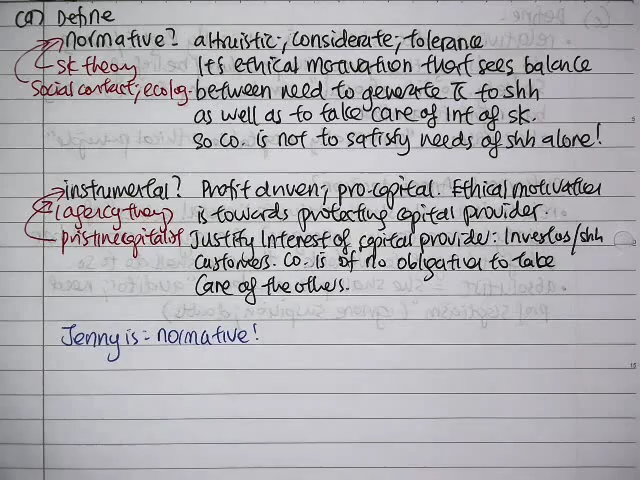 (a) Define
normative? altruistic, considerate, tolerance
sk theory It's ethical motivation that sees balance
Social contact; ecolog. between need to generate π to shh
as well as to take care of int of sk.
So co. is not to satisfy needs of shh alone!
instrumental? Profit driven, pro-capital. Ethical motivation
(agency theory is towards protecting capital provider.
pristine capitalist Justify interest of capital provider: Investors/shh
customers. Co. is of no obligation to take
care of the others.
Jenny is = normative!